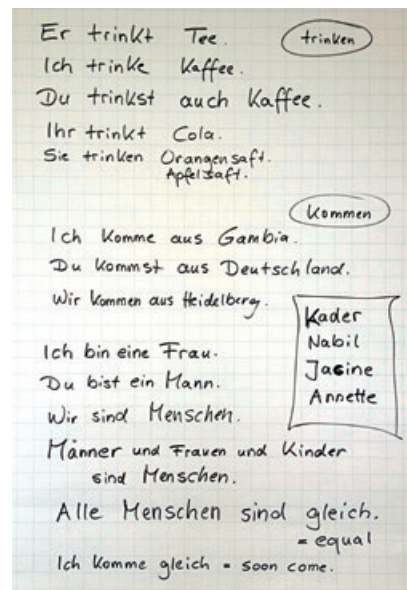 Er trinkt Tee. trinken
Ich trinke Kaffee.
Du trinkst auch Kaffee.
Ihr trinkt Cola.
Sie trinken Orangensaft.
Apfelsaft.
kommen
Ich komme aus Gambia.
Du kommst aus Deutschland.
Wir kommen aus Heidelberg.
Kader
Nabil
Jasine
Annette
Ich bin eine Frau.
Du bist ein Mann.
Wir sind Menschen.
Männer und Frauen und Kinder
sind Menschen.
Alle Menschen sind gleich.
= equal
Ich komme gleich = soon come.